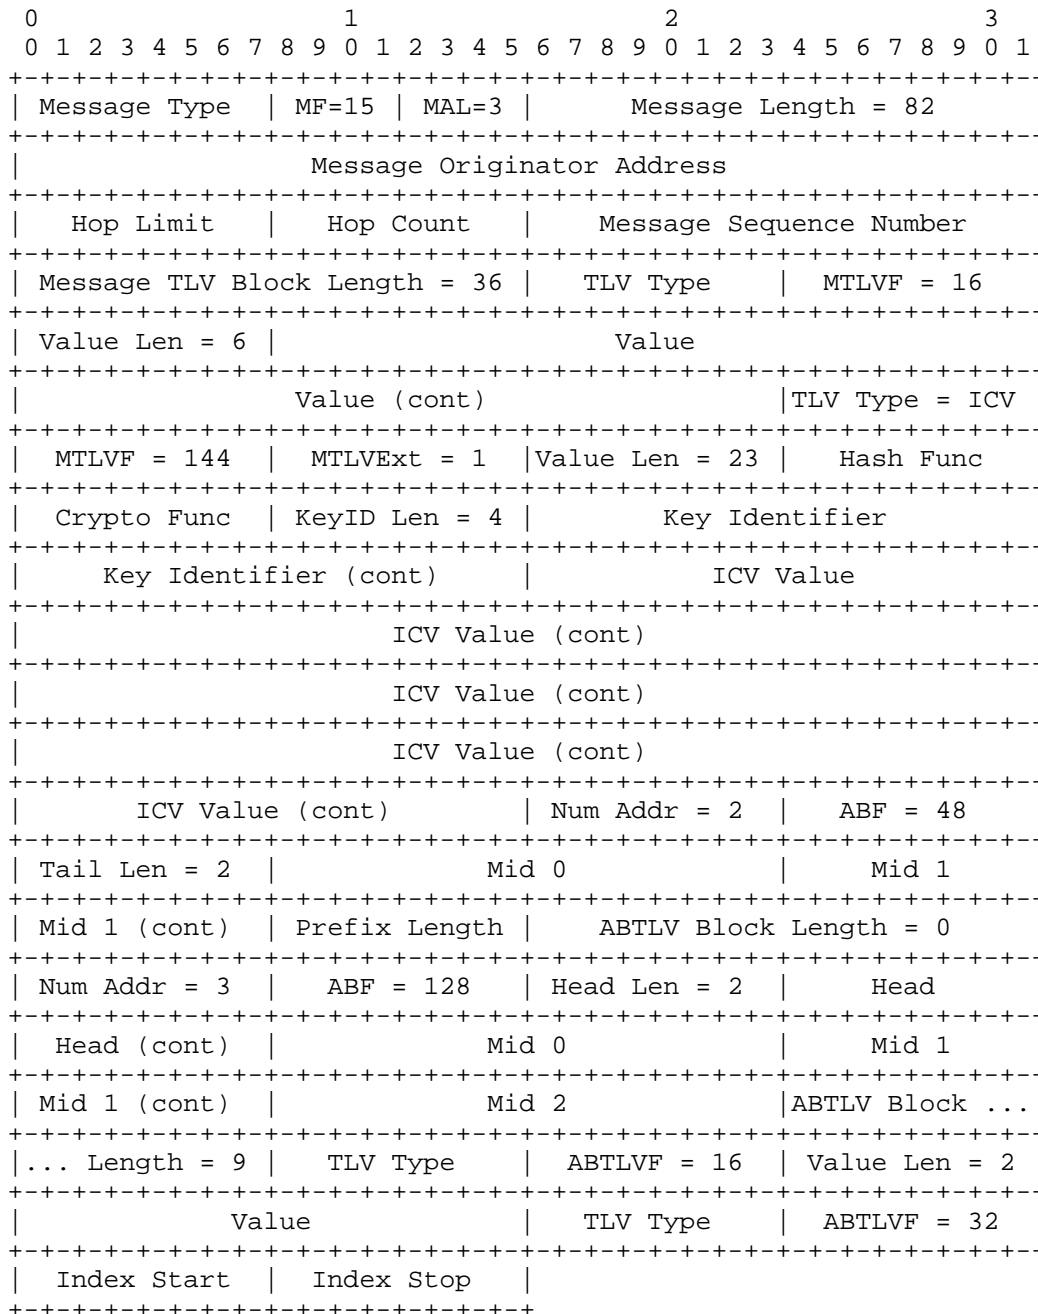 0                   1                   2                   3
 0 1 2 3 4 5 6 7 8 9 0 1 2 3 4 5 6 7 8 9 0 1 2 3 4 5 6 7 8 9 0 1
+-+-+-+-+-+-+-+-+-+-+-+-+-+-+-+-+-+-+-+-+-+-+-+-+-+-+-+-+-+-+-+-+--
| Message Type  | MF=15 | MAL=3 |      Message Length = 82
+-+-+-+-+-+-+-+-+-+-+-+-+-+-+-+-+-+-+-+-+-+-+-+-+-+-+-+-+-+-+-+-+--
|                  Message Originator Address
+-+-+-+-+-+-+-+-+-+-+-+-+-+-+-+-+-+-+-+-+-+-+-+-+-+-+-+-+-+-+-+-+--
|   Hop Limit   |   Hop Count   |    Message Sequence Number
+-+-+-+-+-+-+-+-+-+-+-+-+-+-+-+-+-+-+-+-+-+-+-+-+-+-+-+-+-+-+-+-+--
| Message TLV Block Length = 36 |   TLV Type    |  MTLVF = 16
+-+-+-+-+-+-+-+-+-+-+-+-+-+-+-+-+-+-+-+-+-+-+-+-+-+-+-+-+-+-+-+-+--
| Value Len = 6 |                     Value
+-+-+-+-+-+-+-+-+-+-+-+-+-+-+-+-+-+-+-+-+-+-+-+-+-+-+-+-+-+-+-+-+--
|                 Value (cont)                  |TLV Type = ICV
+-+-+-+-+-+-+-+-+-+-+-+-+-+-+-+-+-+-+-+-+-+-+-+-+-+-+-+-+-+-+-+-+--
|  MTLVF = 144  |  MTLVExt = 1  |Value Len = 23 |   Hash Func
+-+-+-+-+-+-+-+-+-+-+-+-+-+-+-+-+-+-+-+-+-+-+-+-+-+-+-+-+-+-+-+-+--
|  Crypto Func  | KeyID Len = 4 |        Key Identifier
+-+-+-+-+-+-+-+-+-+-+-+-+-+-+-+-+-+-+-+-+-+-+-+-+-+-+-+-+-+-+-+-+--
|     Key Identifier (cont)     |           ICV Value
+-+-+-+-+-+-+-+-+-+-+-+-+-+-+-+-+-+-+-+-+-+-+-+-+-+-+-+-+-+-+-+-+--
|                       ICV Value (cont)
+-+-+-+-+-+-+-+-+-+-+-+-+-+-+-+-+-+-+-+-+-+-+-+-+-+-+-+-+-+-+-+-+--
|                       ICV Value (cont)
+-+-+-+-+-+-+-+-+-+-+-+-+-+-+-+-+-+-+-+-+-+-+-+-+-+-+-+-+-+-+-+-+--
|                       ICV Value (cont)
+-+-+-+-+-+-+-+-+-+-+-+-+-+-+-+-+-+-+-+-+-+-+-+-+-+-+-+-+-+-+-+-+--
|       ICV Value (cont)        | Num Addr = 2  |   ABF = 48
+-+-+-+-+-+-+-+-+-+-+-+-+-+-+-+-+-+-+-+-+-+-+-+-+-+-+-+-+-+-+-+-+--
| Tail Len = 2  |             Mid 0             |     Mid 1
+-+-+-+-+-+-+-+-+-+-+-+-+-+-+-+-+-+-+-+-+-+-+-+-+-+-+-+-+-+-+-+-+--
| Mid 1 (cont)  | Prefix Length |    ABTLV Block Length = 0
+-+-+-+-+-+-+-+-+-+-+-+-+-+-+-+-+-+-+-+-+-+-+-+-+-+-+-+-+-+-+-+-+--
| Num Addr = 3  |   ABF = 128   | Head Len = 2  |     Head
+-+-+-+-+-+-+-+-+-+-+-+-+-+-+-+-+-+-+-+-+-+-+-+-+-+-+-+-+-+-+-+-+--
|  Head (cont)  |             Mid 0             |     Mid 1
+-+-+-+-+-+-+-+-+-+-+-+-+-+-+-+-+-+-+-+-+-+-+-+-+-+-+-+-+-+-+-+-+--
| Mid 1 (cont)  |             Mid 2             |ABTLV Block ...
+-+-+-+-+-+-+-+-+-+-+-+-+-+-+-+-+-+-+-+-+-+-+-+-+-+-+-+-+-+-+-+-+--
|... Length = 9 |   TLV Type    |  ABTLVF = 16  | Value Len = 2
+-+-+-+-+-+-+-+-+-+-+-+-+-+-+-+-+-+-+-+-+-+-+-+-+-+-+-+-+-+-+-+-+--
|             Value             |   TLV Type    |  ABTLVF = 32
+-+-+-+-+-+-+-+-+-+-+-+-+-+-+-+-+-+-+-+-+-+-+-+-+-+-+-+-+-+-+-+-+--
|  Index Start  |  Index Stop   |
+-+-+-+-+-+-+-+-+-+-+-+-+-+-+-+-+